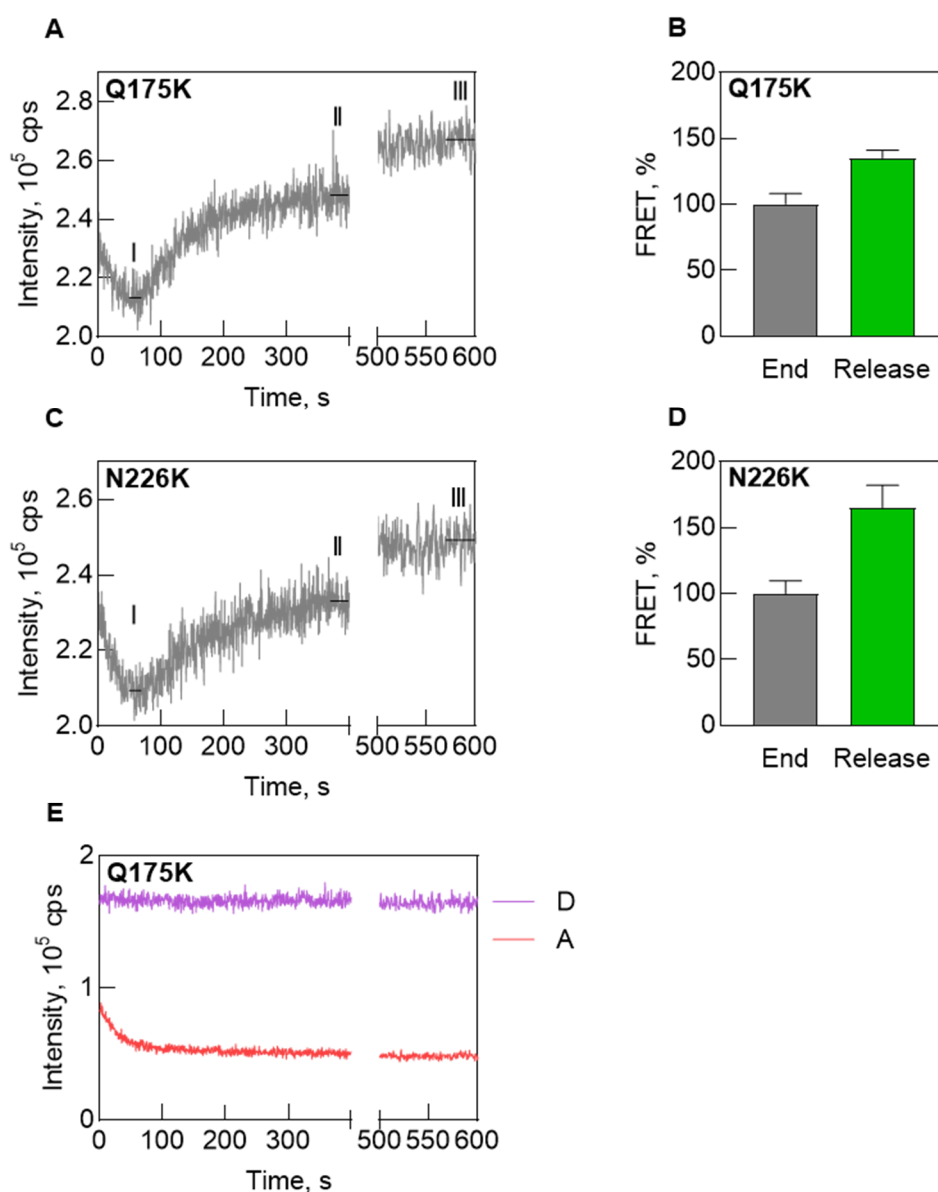 A
Q175K
Intensity, 10⁵ cps
2.8
2.6
2.4
2.2
2.0
I
II
III
0 100 200 300 500 550 600
Time, s
B
Q175K
FRET, %
200
150
100
50
0
End Release
C
N226K
Intensity, 10⁵ cps
2.6
2.4
2.2
2.0
I
II
III
0 100 200 300 500 550 600
Time, s
D
N226K
FRET, %
200
150
100
50
0
End Release
E
Q175K
Intensity, 10⁵ cps
2
1
0
0 100 200 300 500 550 600
Time, s
D
A